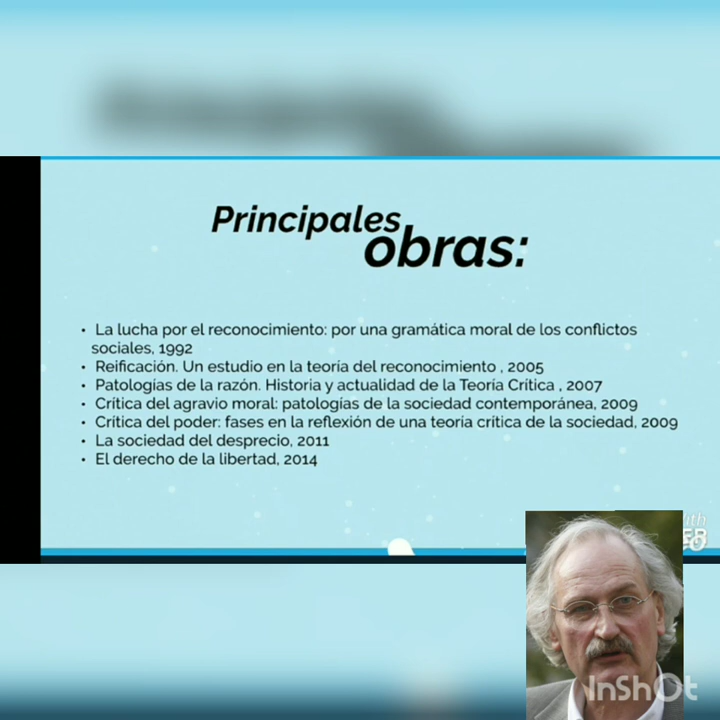 Principales
obras:
• La lucha por el reconocimiento: por una gramática moral de los conflictos
sociales, 1992
• Reificación. Un estudio en la teoría del reconocimiento , 2005
• Patologías de la razón. Historia y actualidad de la Teoría Crítica , 2007
• Crítica del agravio moral: patologías de la sociedad contemporánea, 2009
• Crítica del poder: fases en la reflexión de una teoría crítica de la sociedad, 2009
• La sociedad del desprecio, 2011
• El derecho de la libertad, 2014
InShOt